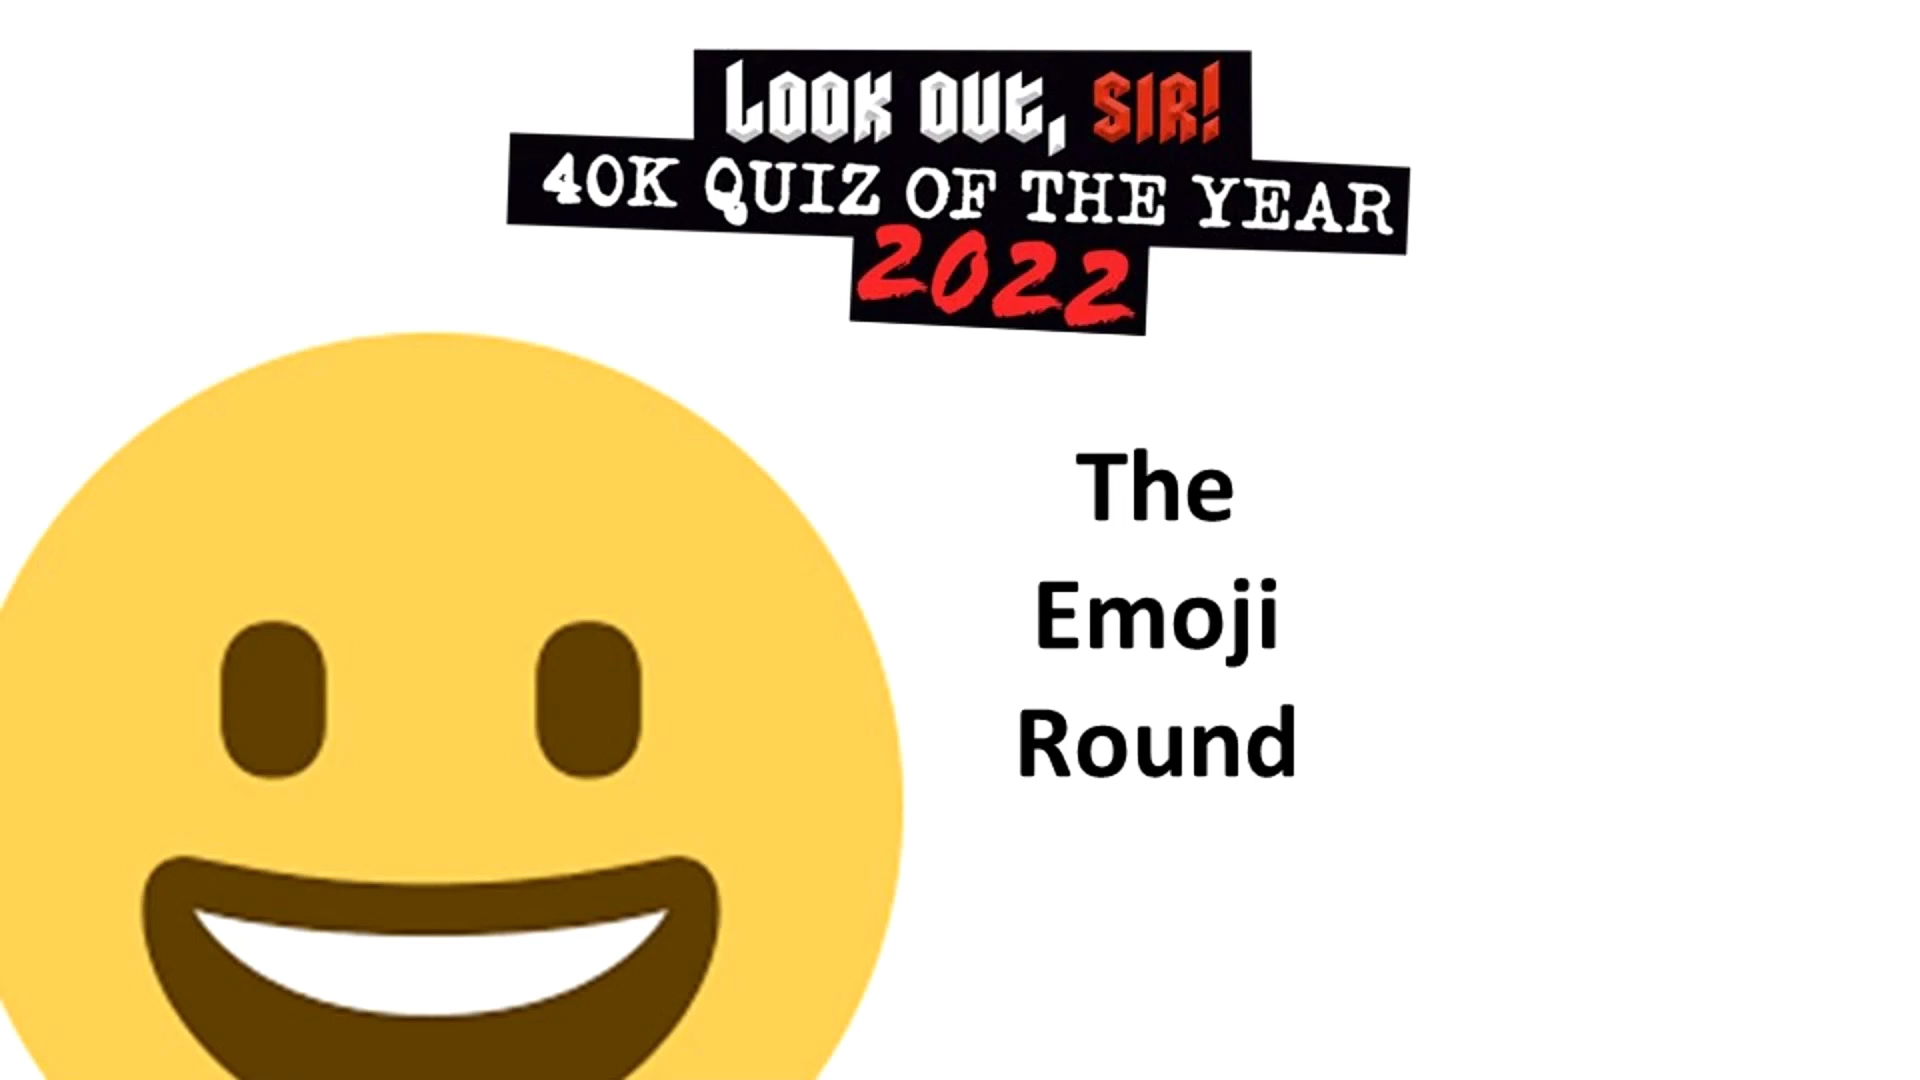 LOOK OUT, SIR!
40K QUIZ OF THE YEAR
2022
The
Emoji
Round